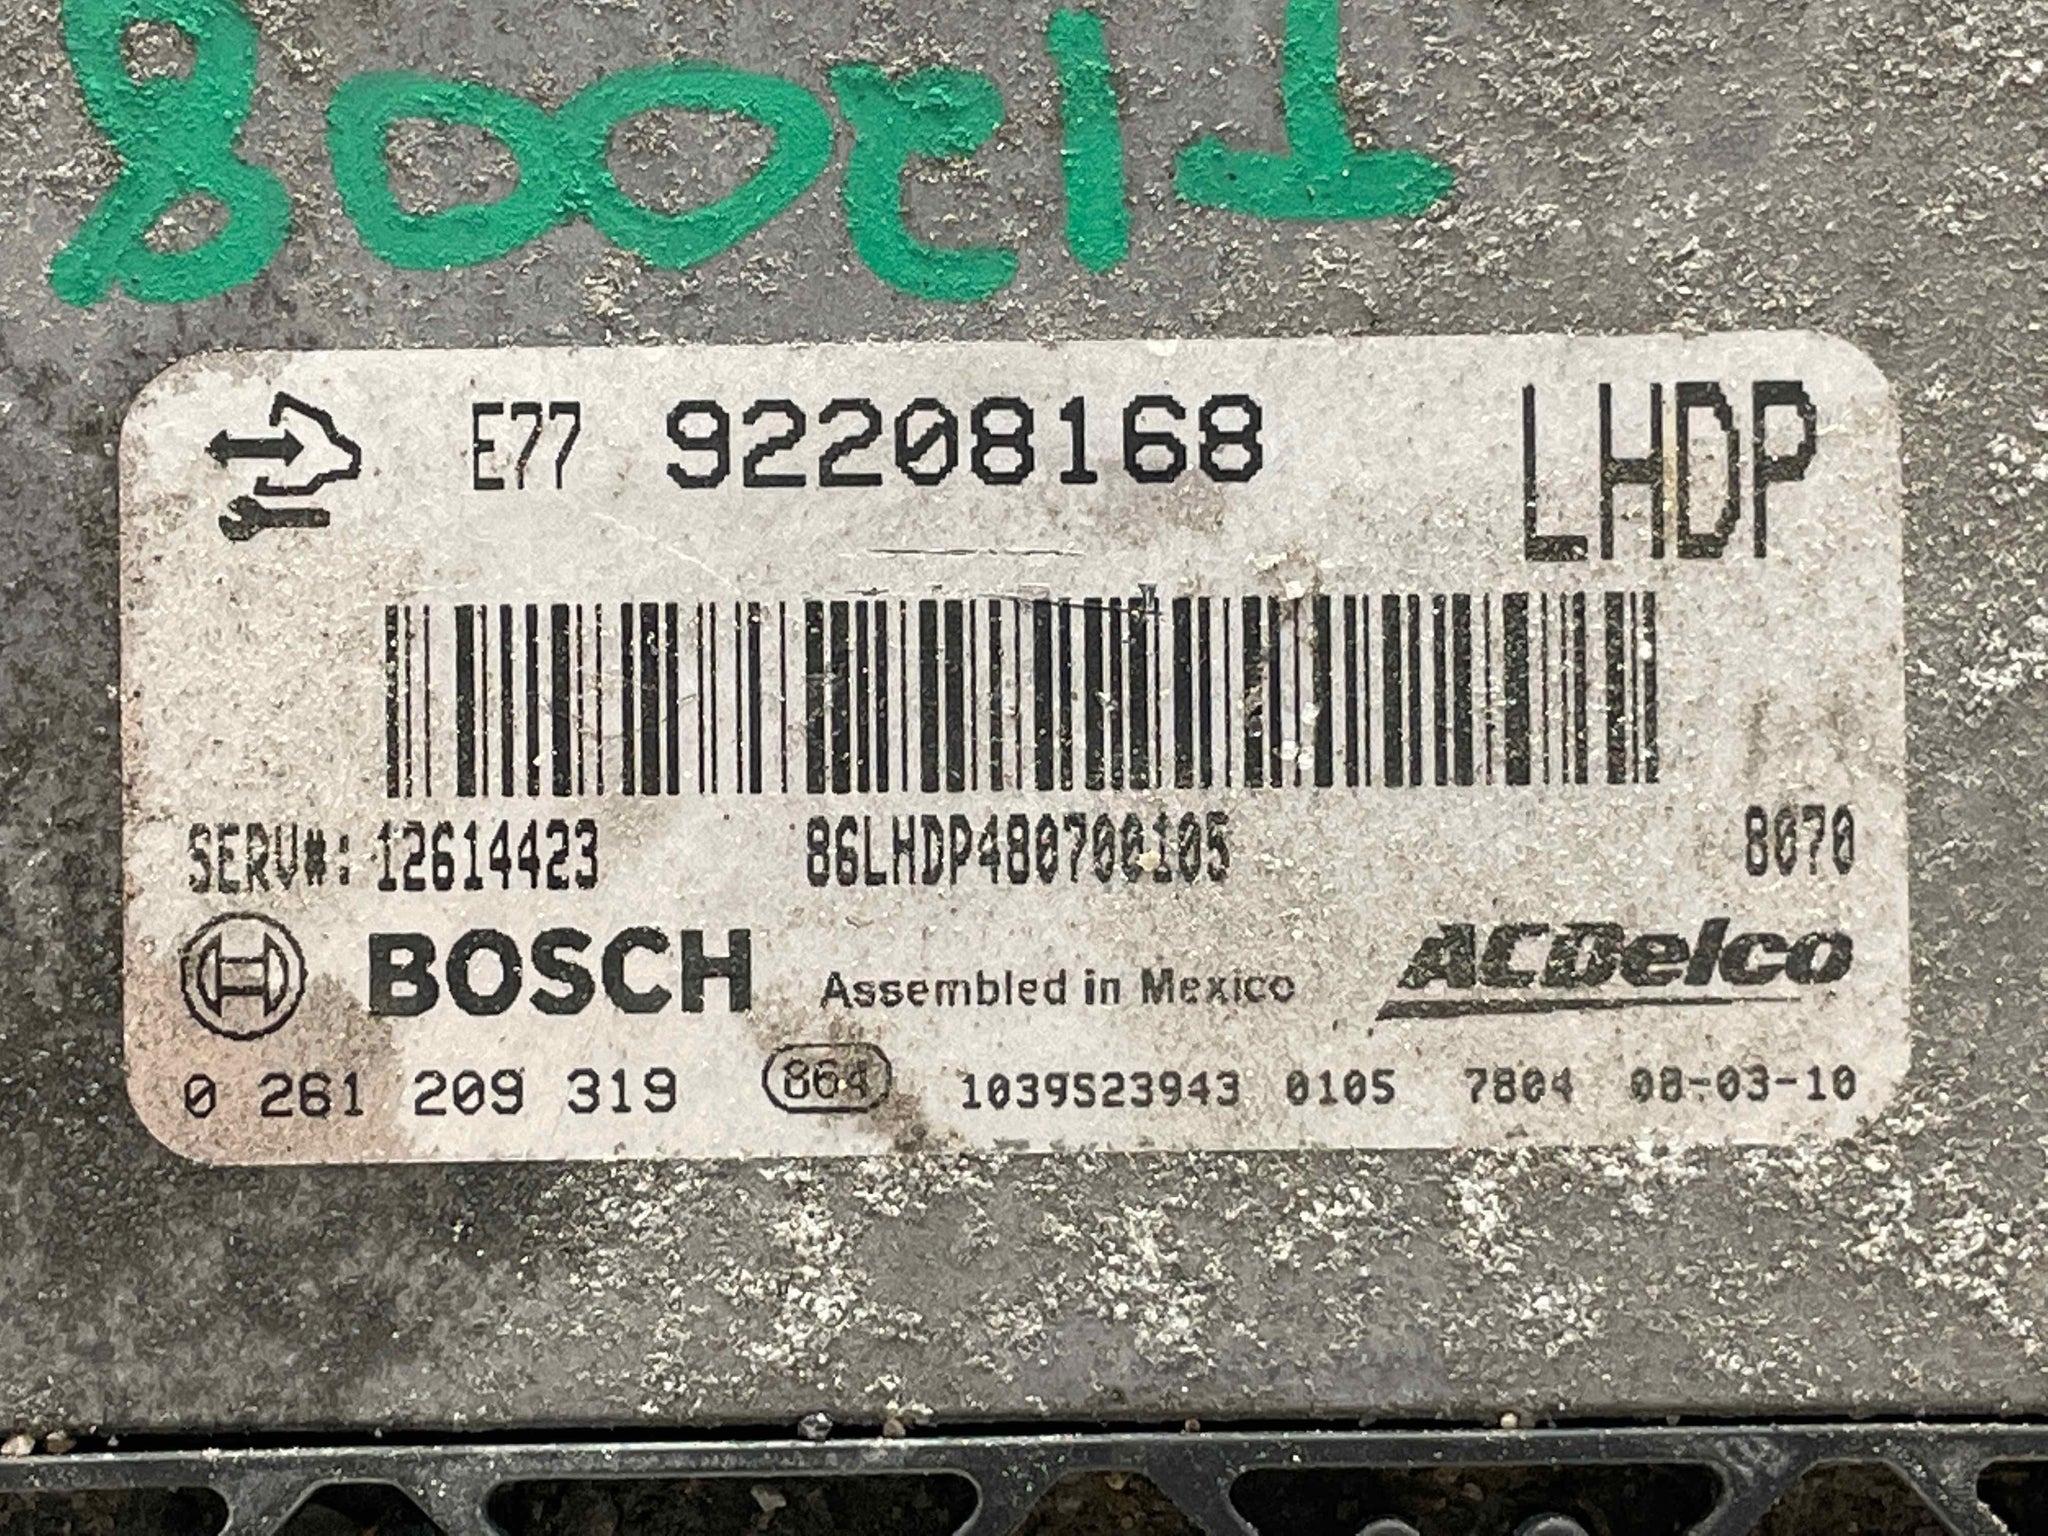 T12008
E77 92208168 LHDP
SERV#: 12614423 86LHDP480700105 8070
BOSCH Assembled in Mexico ACDelco
0 261 209 319 864 1039S23943 0105 7804 08-03-10